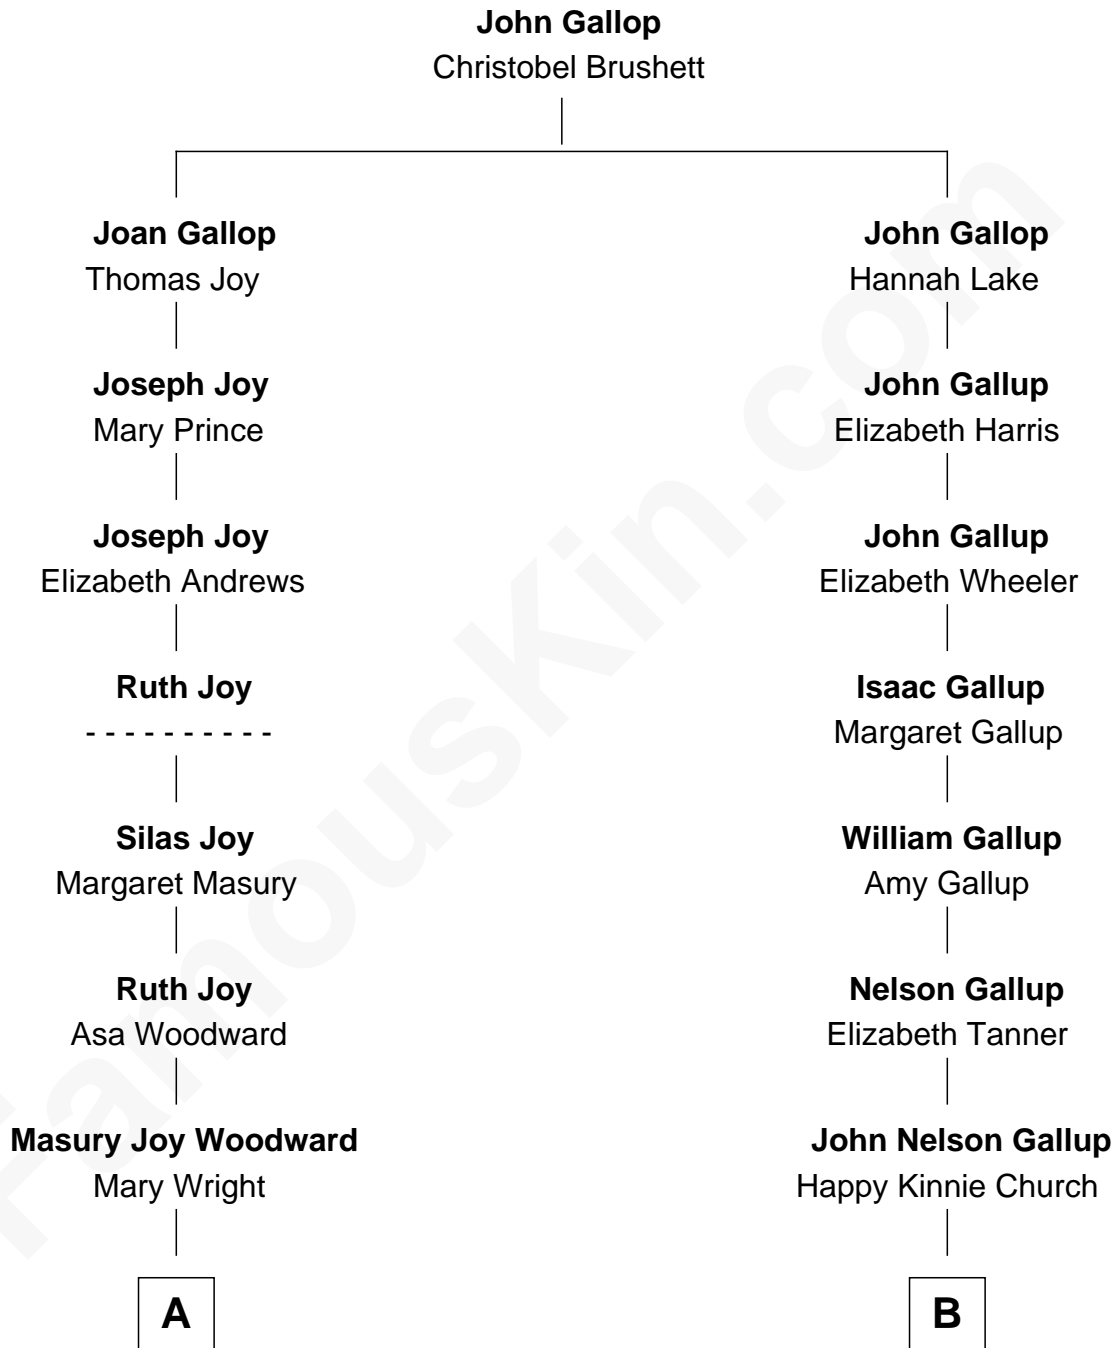 John Gallop
Christobel Brushett
Joan Gallop
Thomas Joy
John Gallop
Hannah Lake
Joseph Joy
Mary Prince
John Gallup
Elizabeth Harris
Joseph Joy
Elizabeth Andrews
John Gallup
Elizabeth Wheeler
Ruth Joy
- - - - - - - - - -
Isaac Gallup
Margaret Gallup
Silas Joy
Margaret Masury
William Gallup
Amy Gallup
Ruth Joy
Asa Woodward
Nelson Gallup
Elizabeth Tanner
Masury Joy Woodward
Mary Wright
John Nelson Gallup
Happy Kinnie Church
A
B
FamousKin.com